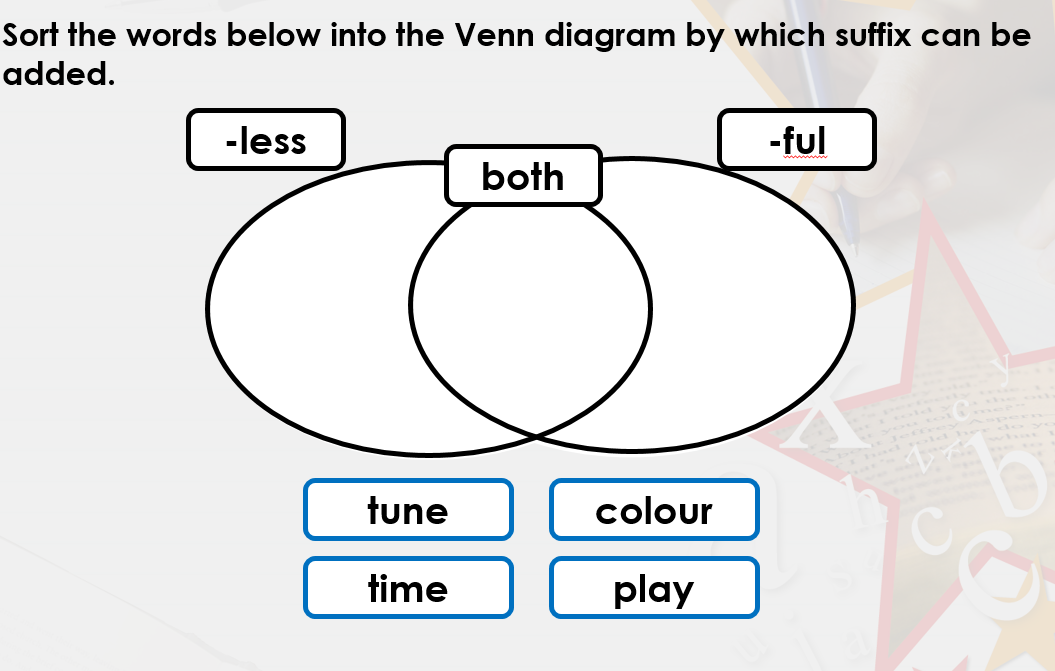 Sort the words below into the Venn diagram by which suffix can be
added.
-less
-ful
both
tune
colour
time
play